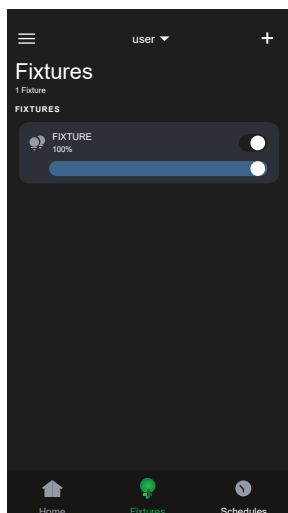 user
Fixtures
1 Fixture
FIXTURES
FIXTURE
100%
Home
Fixtures
Schedules